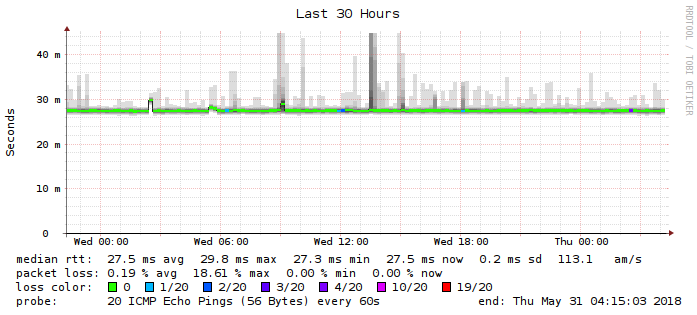 Last 30 Hours
RRDTOOL / TOBI OETIKER
Seconds
40 m
30 m
20 m
10 m
0
Wed 00:00 Wed 06:00 Wed 12:00 Wed 18:00 Thu 00:00
median rtt: 27.5 ms avg 29.8 ms max 27.3 ms min 27.5 ms now 0.2 ms sd 113.1 am/s
packet loss: 0.19 % avg 18.61 % max 0.00 % min 0.00 % now
loss color: 0 1/20 2/20 3/20 4/20 10/20 19/20
probe: 20 ICMP Echo Pings (56 Bytes) every 60s end: Thu May 31 04:15:03 2018